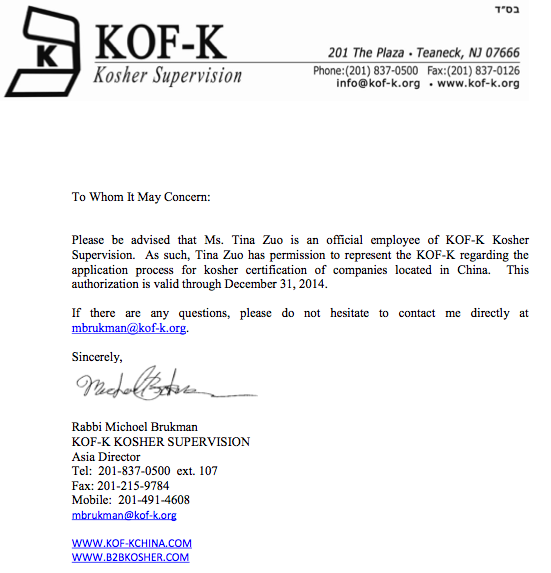 בס"ד
K
KOF-K
Kosher Supervision
201 The Plaza • Teaneck, NJ 07666
Phone:(201) 837-0500 Fax:(201) 837-0126
info@kof-k.org • www.kof-k.org
To Whom It May Concern:
Please be advised that Ms. Tina Zuo is an official employee of KOF-K Kosher
Supervision. As such, Tina Zuo has permission to represent the KOF-K regarding the
application process for kosher certification of companies located in China. This
authorization is valid through December 31, 2014.
If there are any questions, please do not hesitate to contact me directly at
mbrukman@kof-k.org.
Sincerely,
Rabbi Michoel Brukman
KOF-K KOSHER SUPERVISION
Asia Director
Tel: 201-837-0500 ext. 107
Fax: 201-215-9784
Mobile: 201-491-4608
mbrukman@kof-k.org
WWW.KOF-KCHINA.COM
WWW.B2BKOSHER.COM